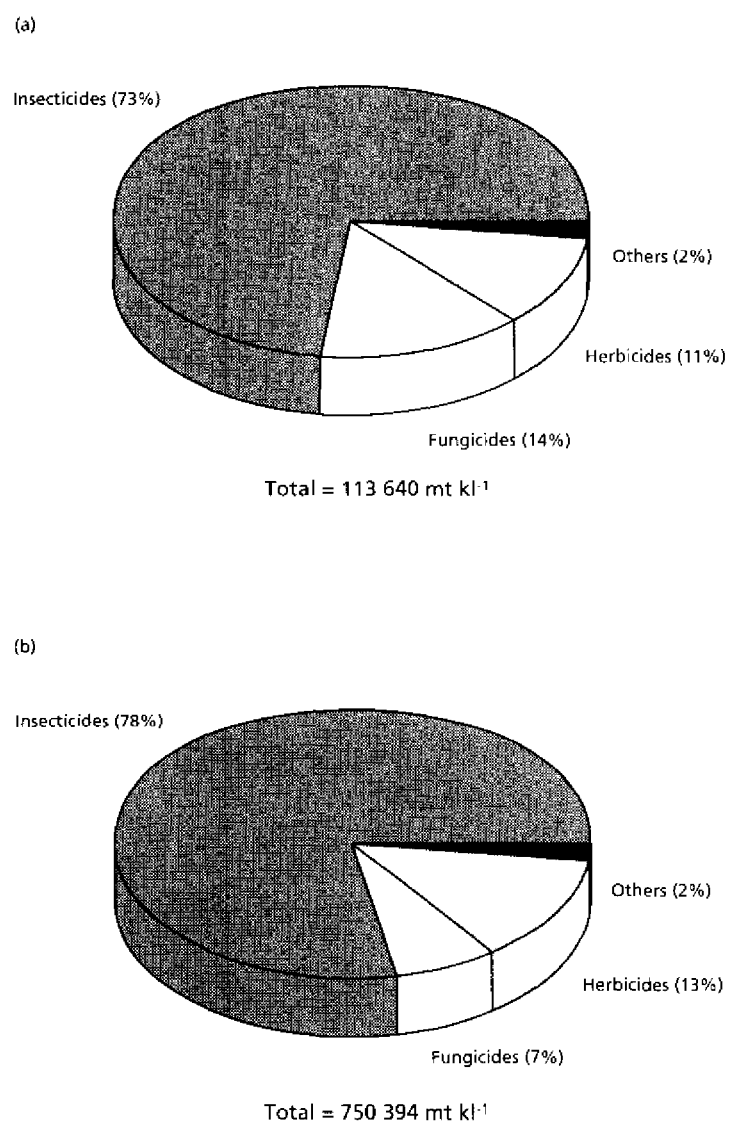 (a)
Insecticides (73%)
Others (2%)
Herbicides (11%)
Fungicides (14%)
Total = 113 640 mt kl⁻¹
(b)
Insecticides (78%)
Others (2%)
Herbicides (13%)
Fungicides (7%)
Total = 750 394 mt kl⁻¹